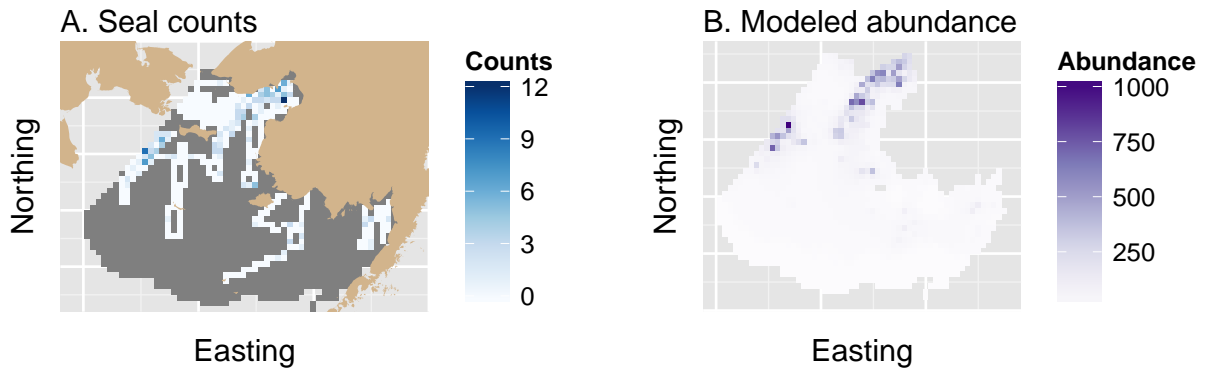 A. Seal counts
Counts
12
9
6
3
0
Northing
Easting
B. Modeled abundance
Abundance
1000
750
500
250
Northing
Easting